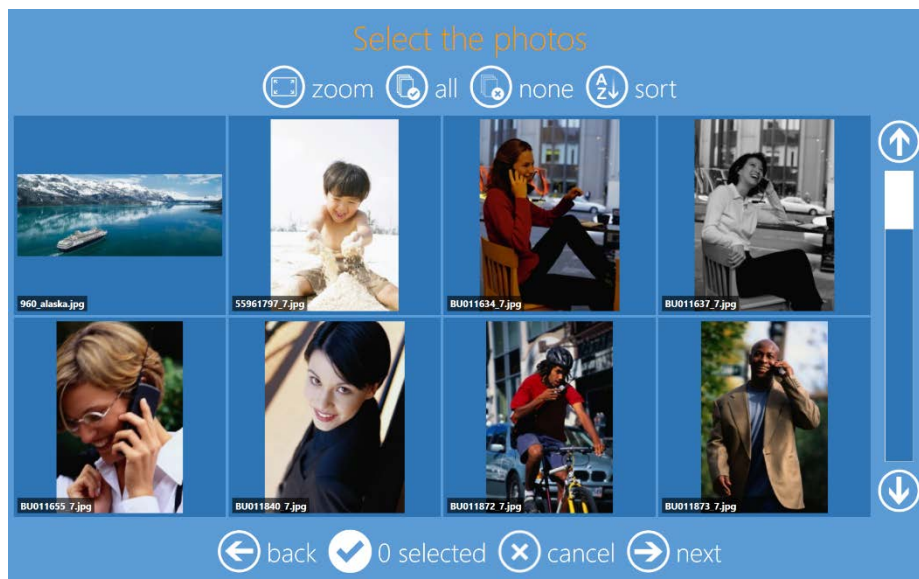 Select the photos
zoom all none sort
960_alaska.jpg 55961797_7.jpg BU011634_7.jpg BU011637_7.jpg
BU011655_7.jpg BU011840_7.jpg BU011872_7.jpg BU011873_7.jpg
back 0 selected cancel next